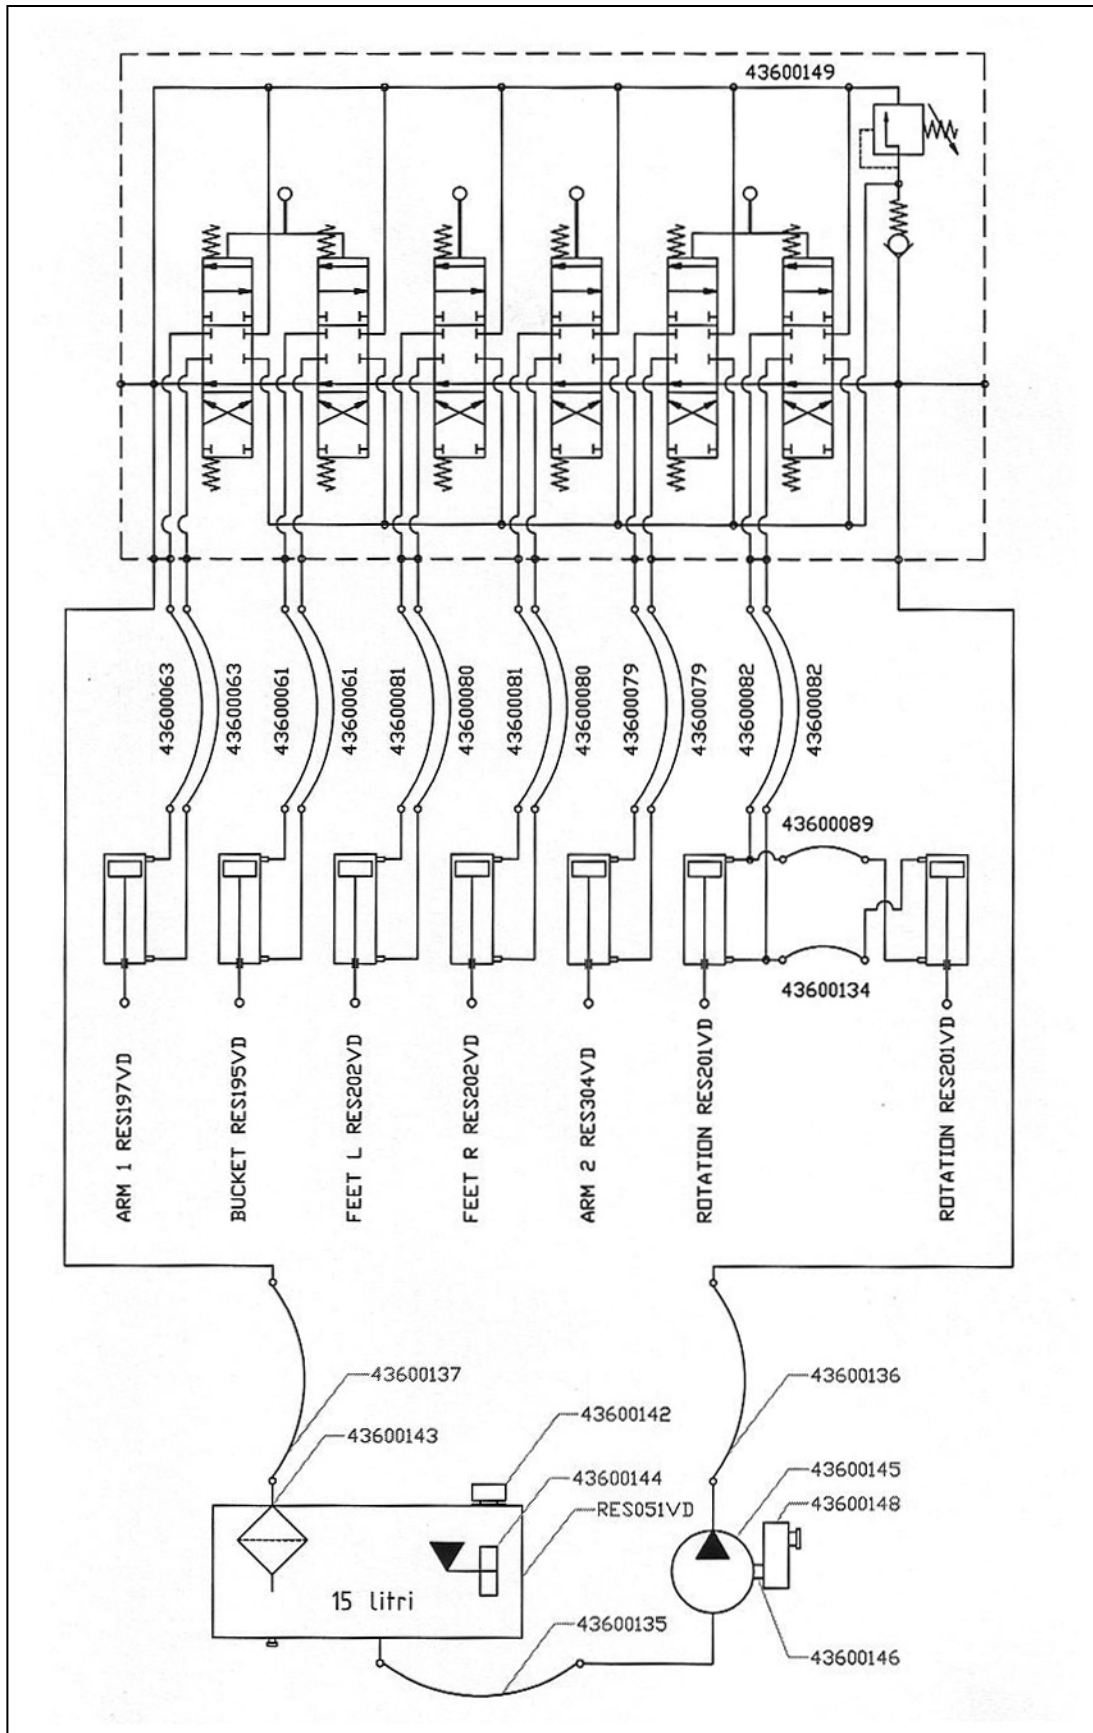 43600149
43600063
43600063
43600061
43600061
43600081
43600080
43600081
43600080
43600079
43600079
43600082
43600082
43600089
43600134
ARM 1 RES197VD
BUCKET RES195VD
FEET L RES202VD
FEET R RES202VD
ARM 2 RES304VD
ROTATION RES201VD
ROTATION RES201VD
43600137
43600143
43600142
43600144
RES051VD
15 litri
43600135
43600136
43600145
43600148
43600146